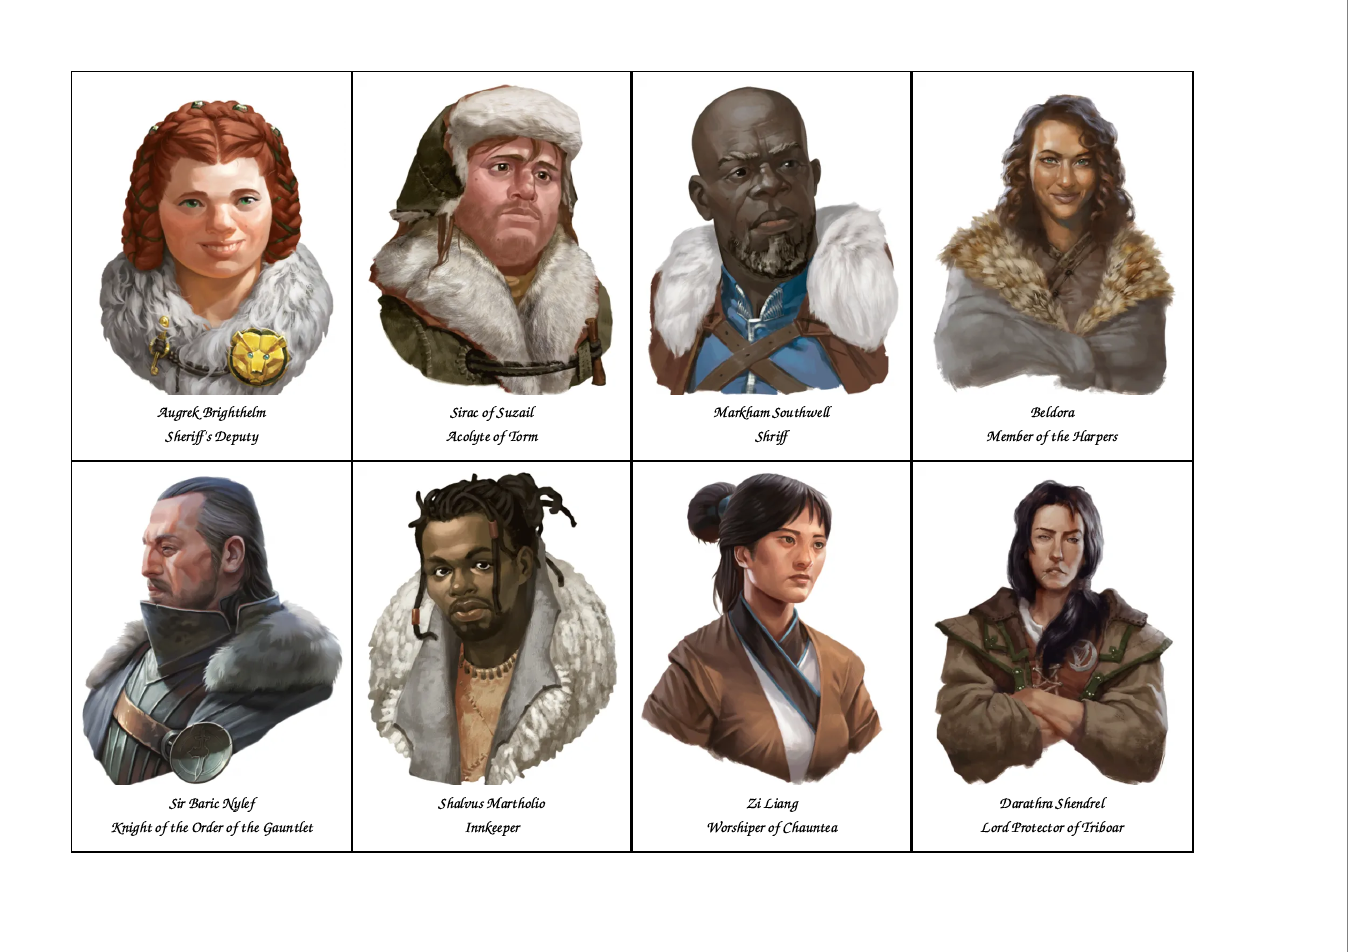 Augrek Brighthelm
Sheriff's Deputy
Sirac of Suzail
Acolyte of Torm
Markham Southwell
Shriff
Beldora
Member of the Harpers
Sir Baric Nylef
Knight of the Order of the Gauntlet
Shalvus Martholio
Innkeeper
Zi Liang
Worshiper of Chauntea
Darathra Shendrel
Lord Protector of Triboar